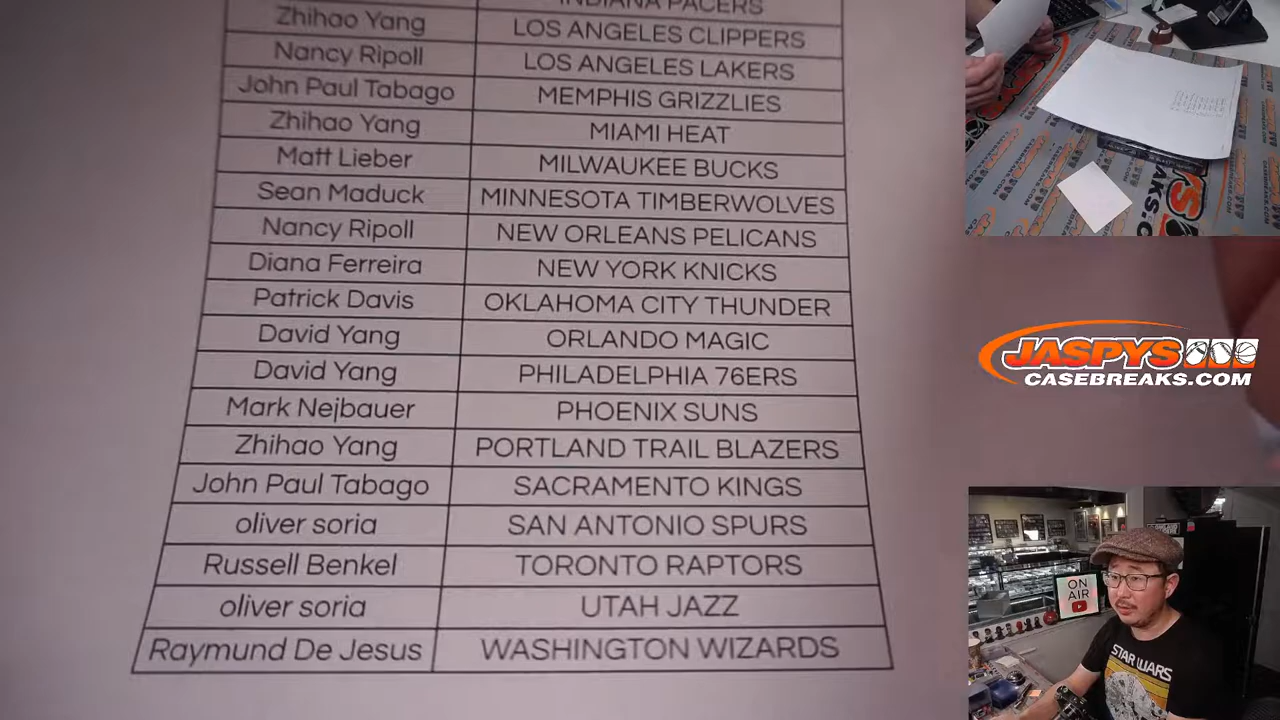 INDIANA PACERS
Zhihao Yang LOS ANGELES CLIPPERS
Nancy Ripoll LOS ANGELES LAKERS
John Paul Tabago MEMPHIS GRIZZLIES
Zhihao Yang MIAMI HEAT
Matt Lieber MILWAUKEE BUCKS
Sean Maduck MINNESOTA TIMBERWOLVES
Nancy Ripoll NEW ORLEANS PELICANS
Diana Ferreira NEW YORK KNICKS
Patrick Davis OKLAHOMA CITY THUNDER
David Yang ORLANDO MAGIC
David Yang PHILADELPHIA 76ERS
Mark Nejbauer PHOENIX SUNS
Zhihao Yang PORTLAND TRAIL BLAZERS
John Paul Tabago SACRAMENTO KINGS
oliver soria SAN ANTONIO SPURS
Russell Benkel TORONTO RAPTORS
oliver soria UTAH JAZZ
Raymund De Jesus WASHINGTON WIZARDS
JASPYS
CASEBREAKS.COM
ON
AIR
STAR WARS